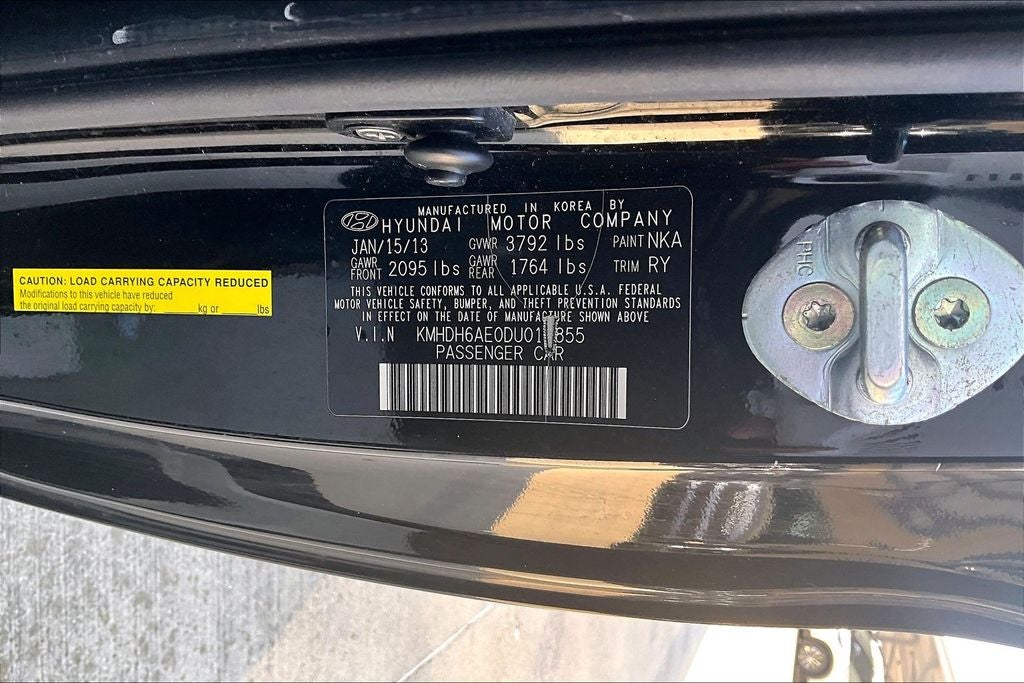 CAUTION: LOAD CARRYING CAPACITY REDUCED
Modifications to this vehicle have reduced
the original load carrying capacity by: kg or lbs
MANUFACTURED IN KOREA BY
HYUNDAI MOTOR COMPANY
JAN/15/13 GVWR 3792 lbs PAINT NKA
GAWR FRONT 2095 lbs GAWR REAR 1764 lbs TRIM RY
THIS VEHICLE CONFORMS TO ALL APPLICABLE U.S.A. FEDERAL
MOTOR VEHICLE SAFETY, BUMPER, AND THEFT PREVENTION STANDARDS
IN EFFECT ON THE DATE OF MANUFACTURE SHOWN ABOVE
V.I.N
PASSENGER CAR
PHC